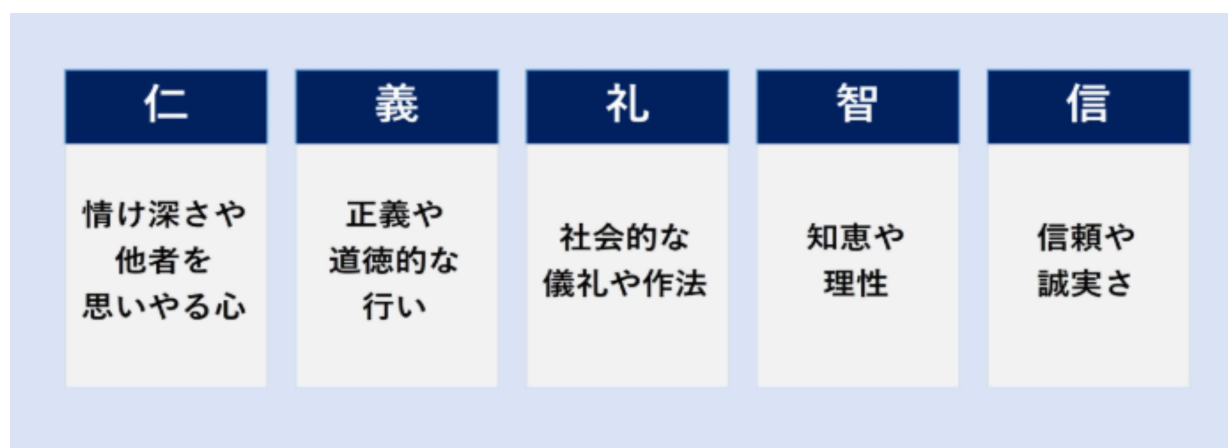 仁
情け深さや
他者を
思いやる心
義
正義や
道徳的な
行い
礼
社会的な
儀礼や作法
智
知恵や
理性
信
信頼や
誠実さ